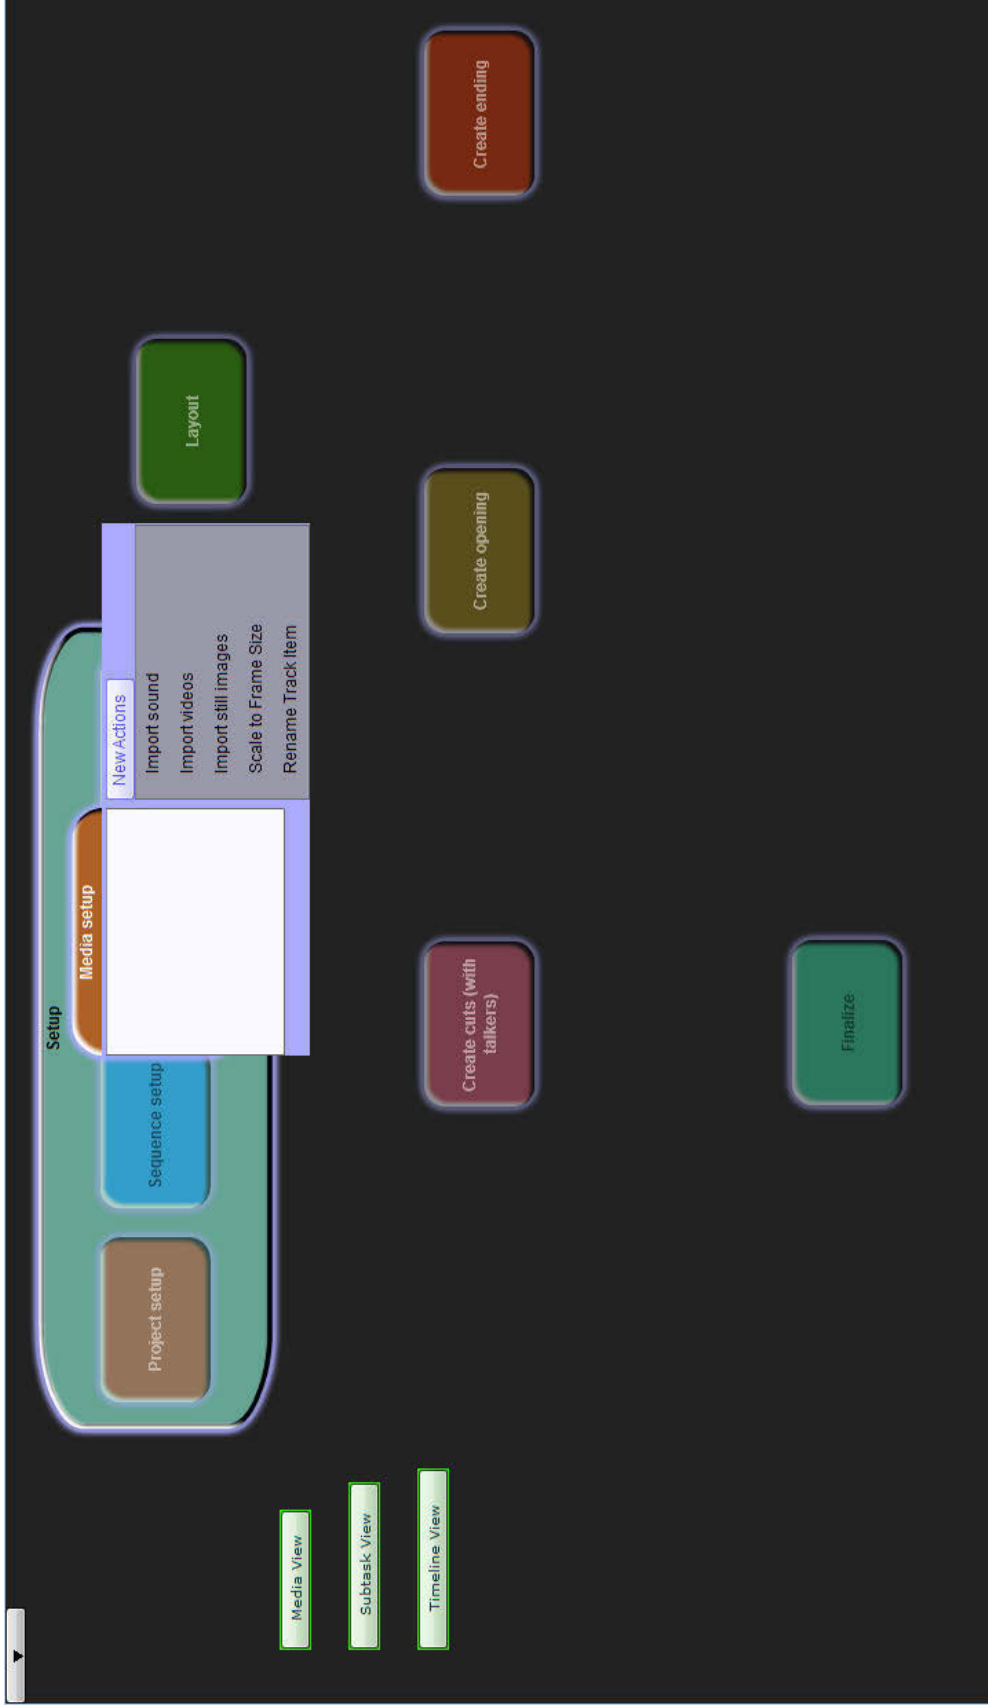 Setup
Project setup
Sequence setup
Media setup
New Actions
Import sound
Import videos
Import still images
Scale to Frame Size
Rename Track Item
Layout
Media View
Subtask View
Timeline View
Create cuts (with
talkers)
Create opening
Create ending
Finalize